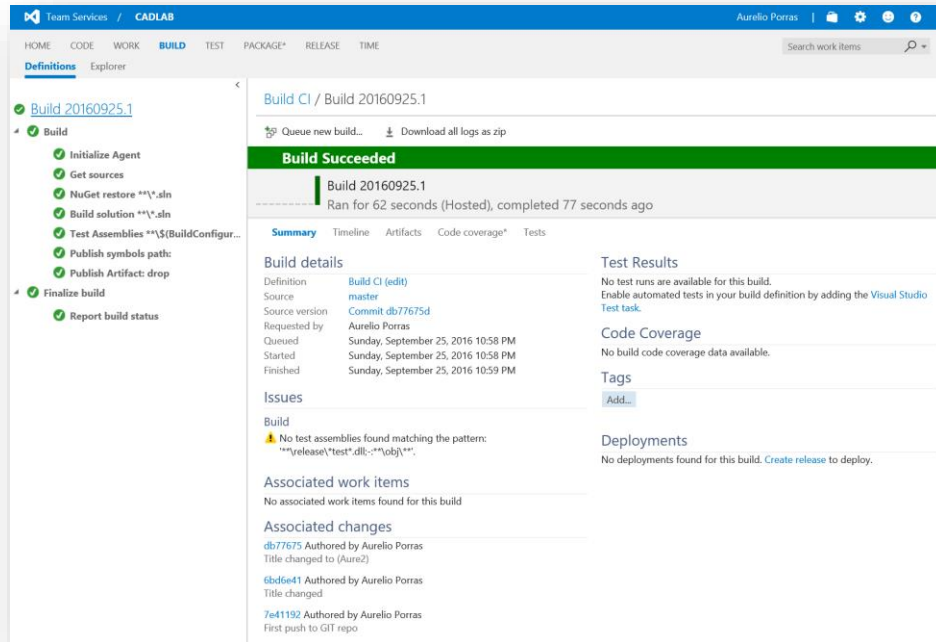 Team Services / CADLAB
Aurelio Porras
HOME CODE WORK BUILD TEST PACKAGE* RELEASE TIME
Search work items
Definitions Explorer
Build 20160925.1
Build
Initialize Agent
Get sources
NuGet restore **\*.sln
Build solution **\*.sln
Test Assemblies **\$(BuildConfigur...
Publish symbols path:
Publish Artifact: drop
Finalize build
Report build status
Build CI / Build 20160925.1
Queue new build... Download all logs as zip
Build Succeeded
Build 20160925.1
Ran for 62 seconds (Hosted), completed 77 seconds ago
Summary Timeline Artifacts Code coverage* Tests
Build details
Definition Build CI (edit)
Source master
Source version Commit db77675d
Requested by Aurelio Porras
Queued Sunday, September 25, 2016 10:58 PM
Started Sunday, September 25, 2016 10:58 PM
Finished Sunday, September 25, 2016 10:59 PM
Issues
Build
No test assemblies found matching the pattern:
'**\release\*test*.dll;-:**\obj\**'.
Associated work items
No associated work items found for this build
Associated changes
db77675 Authored by Aurelio Porras
Title changed to (Aure2)
6bd6e41 Authored by Aurelio Porras
Title changed
7e41192 Authored by Aurelio Porras
First push to GIT repo
Test Results
No test runs are available for this build.
Enable automated tests in your build definition by adding the Visual Studio
Test task.
Code Coverage
No build code coverage data available.
Tags
Add...
Deployments
No deployments found for this build. Create release to deploy.